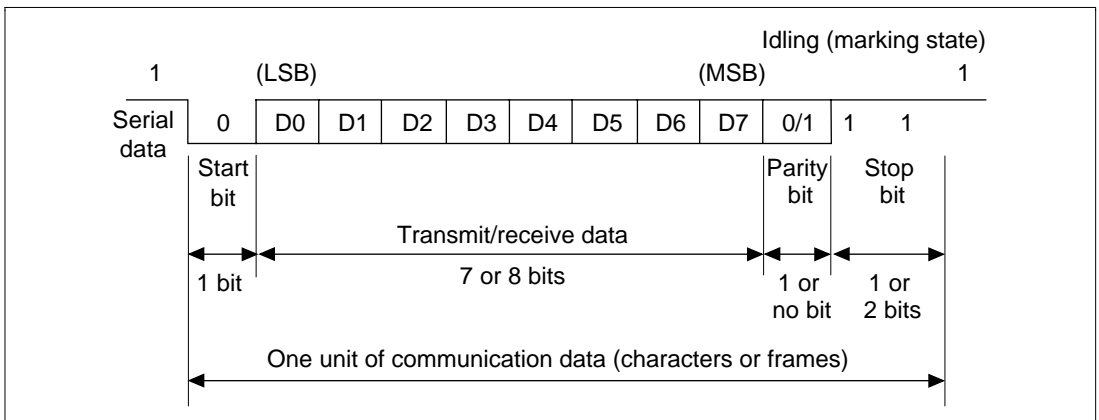 Idling (marking state)
1 (LSB) (MSB) 1
Serial data
0 D0 D1 D2 D3 D4 D5 D6 D7 0/1 1 1
Start bit
Parity bit
Stop bit
Transmit/receive data
1 bit
7 or 8 bits
1 or no bit
1 or 2 bits
One unit of communication data (characters or frames)